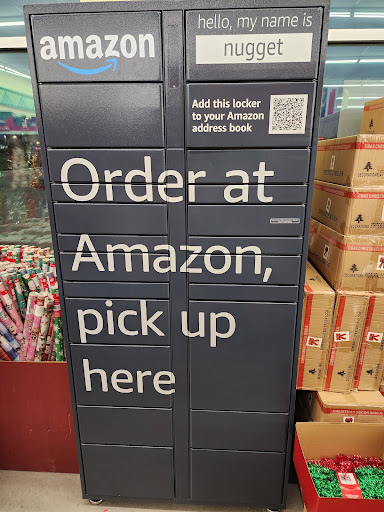 amazon
hello, my name is
nugget
Add this locker
to your Amazon
address book
Order at
Amazon,
pick up
here